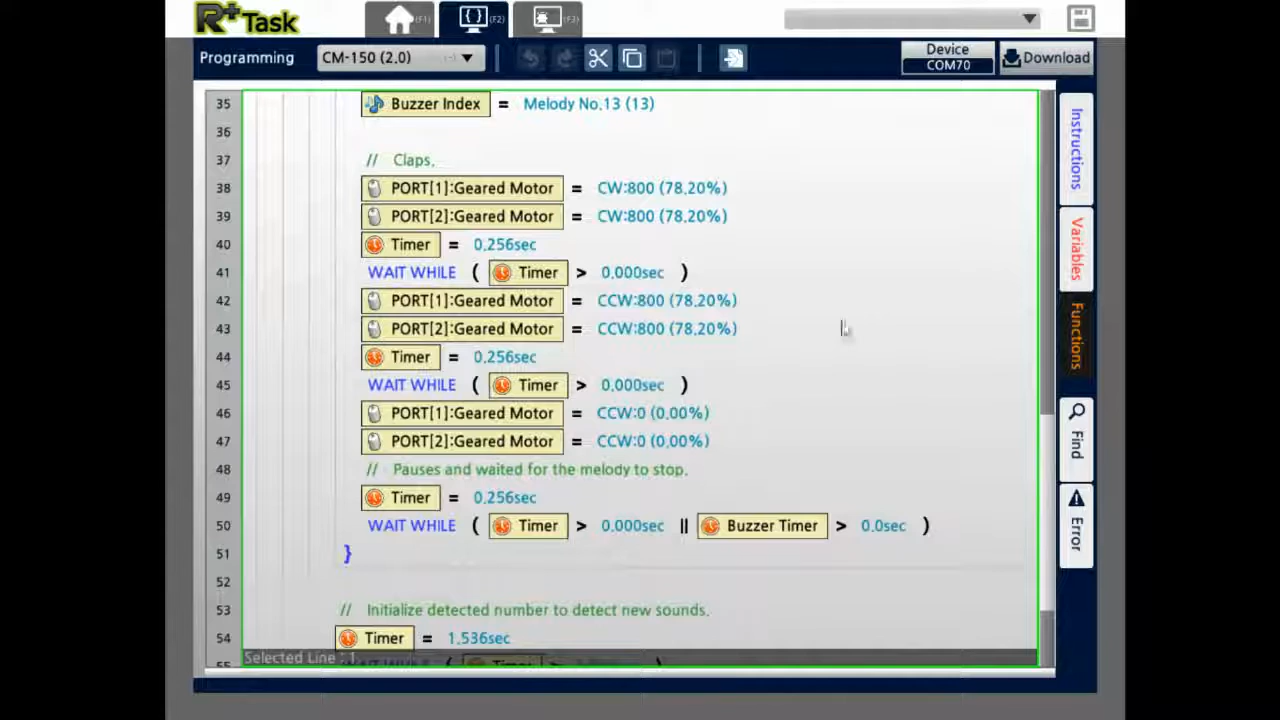 R+Task (F1) (F2) (F3)
Programming CM-150 (2.0) Device COM70 Download
35 Buzzer Index = Melody No.13 (13)
36
37 // Claps.
38 PORT[1]:Geared Motor = CW:800 (78.20%)
39 PORT[2]:Geared Motor = CW:800 (78.20%)
40 Timer = 0.256sec
41 WAIT WHILE ( Timer > 0.000sec )
42 PORT[1]:Geared Motor = CCW:800 (78.20%)
43 PORT[2]:Geared Motor = CCW:800 (78.20%)
44 Timer = 0.256sec
45 WAIT WHILE ( Timer > 0.000sec )
46 PORT[1]:Geared Motor = CCW:0 (0.00%)
47 PORT[2]:Geared Motor = CCW:0 (0.00%)
48 // Pauses and waited for the melody to stop.
49 Timer = 0.256sec
50 WAIT WHILE ( Timer > 0.000sec || Buzzer Timer > 0.0sec )
51 }
52
53 // Initialize detected number to detect new sounds.
54 Timer = 1.536sec
Selected Line : 1
Instructions
Variables
Functions
Find
Error